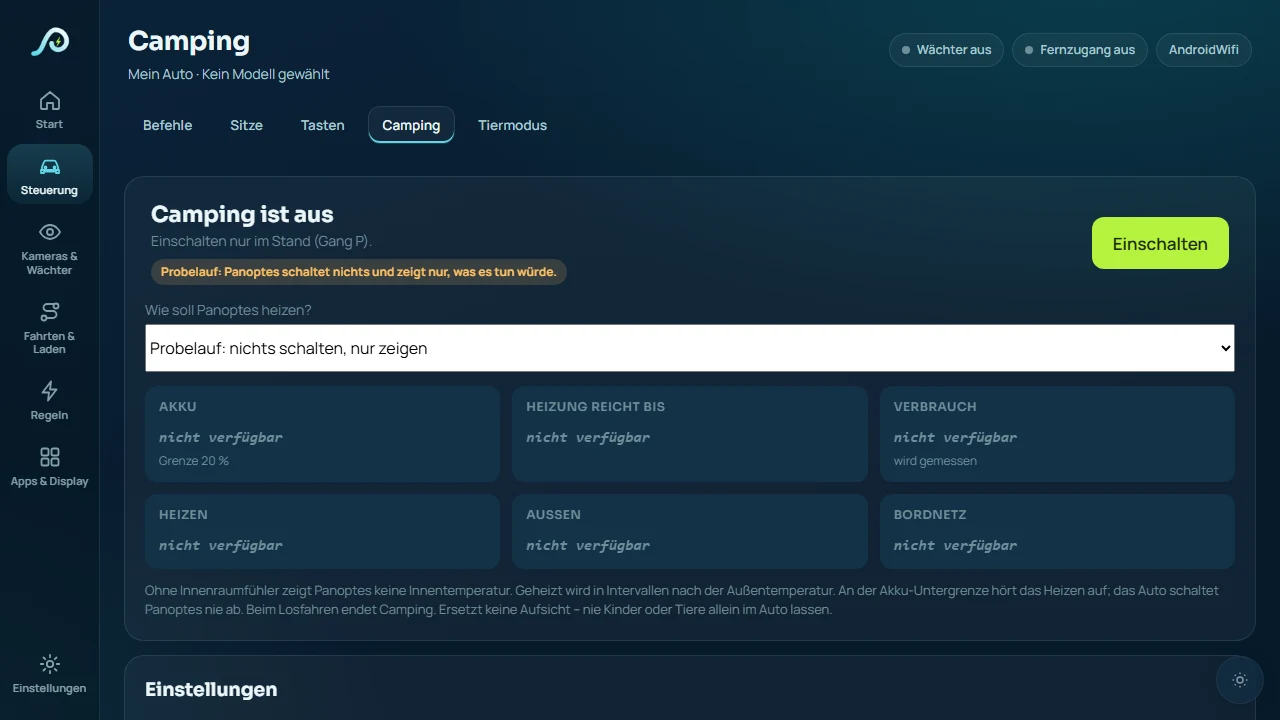 Camping
Mein Auto · Kein Modell gewählt
Wächter aus
Fernzugang aus
AndroidWifi
Start
Steuerung
Kameras &
Wächter
Fahrten &
Laden
Regeln
Apps & Display
Einstellungen
Befehle
Sitze
Tasten
Camping
Tiermodus
Camping ist aus
Einschalten nur im Stand (Gang P).
Probelauf: Panoptes schaltet nichts und zeigt nur, was es tun würde.
Einschalten
Wie soll Panoptes heizen?
Probelauf: nichts schalten, nur zeigen
AKKU
nicht verfügbar
Grenze 20 %
HEIZUNG REICHT BIS
nicht verfügbar
VERBRAUCH
nicht verfügbar
wird gemessen
HEIZEN
nicht verfügbar
AUSSEN
nicht verfügbar
BORDNETZ
nicht verfügbar
Ohne Innenraumfühler zeigt Panoptes keine Innentemperatur. Geheizt wird in Intervallen nach der Außentemperatur. An der Akku-Untergrenze hört das Heizen auf; das Auto schaltet
Panoptes nie ab. Beim Losfahren endet Camping. Ersetzt keine Aufsicht – nie Kinder oder Tiere allein im Auto lassen.
Einstellungen